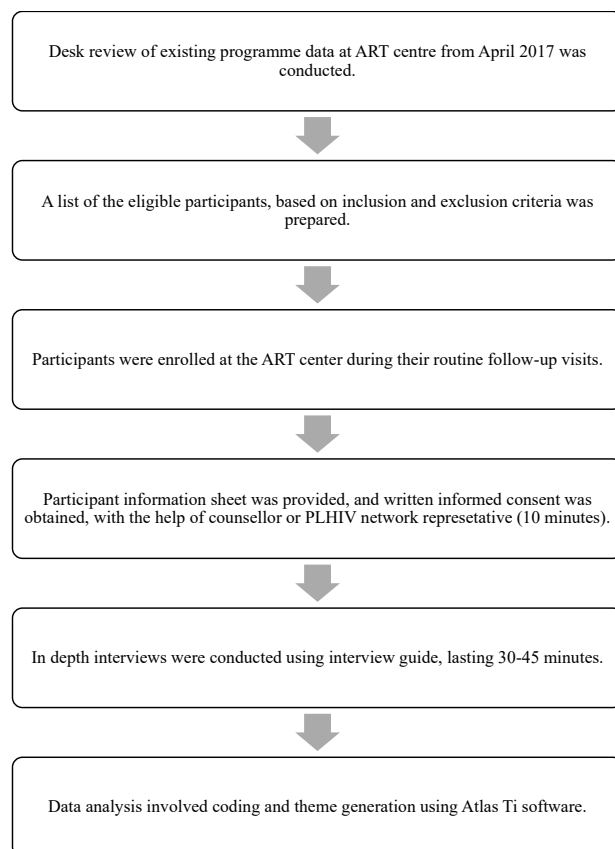 Desk review of existing programme data at ART centre from April 2017 was
conducted.
A list of the eligible participants, based on inclusion and exclusion criteria was
prepared.
Participants were enrolled at the ART center during their routine follow-up visits.
Participant information sheet was provided, and written informed consent was
obtained, with the help of counsellor or PLHIV network represetative (10 minutes).
In depth interviews were conducted using interview guide, lasting 30-45 minutes.
Data analysis involved coding and theme generation using Atlas Ti software.